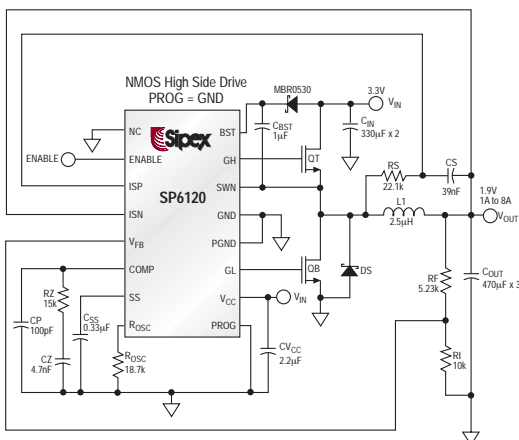 NMOS High Side Drive
PROG = GND
MBR0530
3.3V
VIN
CIN
330μF x 2
CBST
1μF
NC
Sipex
BST
ENABLE
ENABLE
GH
QT
RS
22.1k
CS
39nF
ISP
SWN
SP6120
1.9V
1A to 8A
VOUT
ISN
GND
L1
2.5μH
VFB
PGND
COMP
GL
QB
DS
RF
5.23k
COUT
470μF x 3
RZ
15k
SS
VCC
VIN
CP
100pF
CSS
0.33μF
ROSC
PROG
CZ
4.7nF
ROSC
18.7k
CVCC
2.2μF
RI
10k